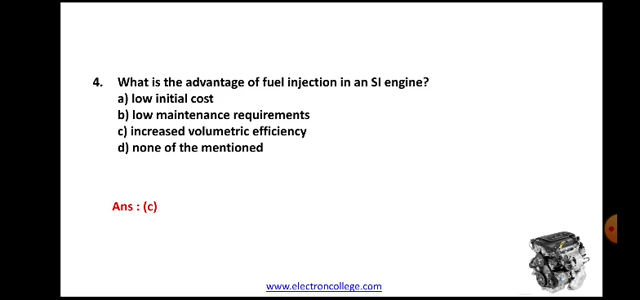 4. What is the advantage of fuel injection in an SI engine?
a) low initial cost
b) low maintenance requirements
c) increased volumetric efficiency
d) none of the mentioned
Ans : (c)
www.electroncollege.com